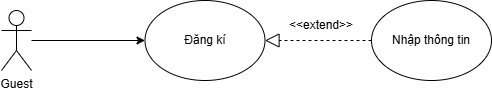 Guest
Đăng kí
<<extend>>
Nhập thông tin